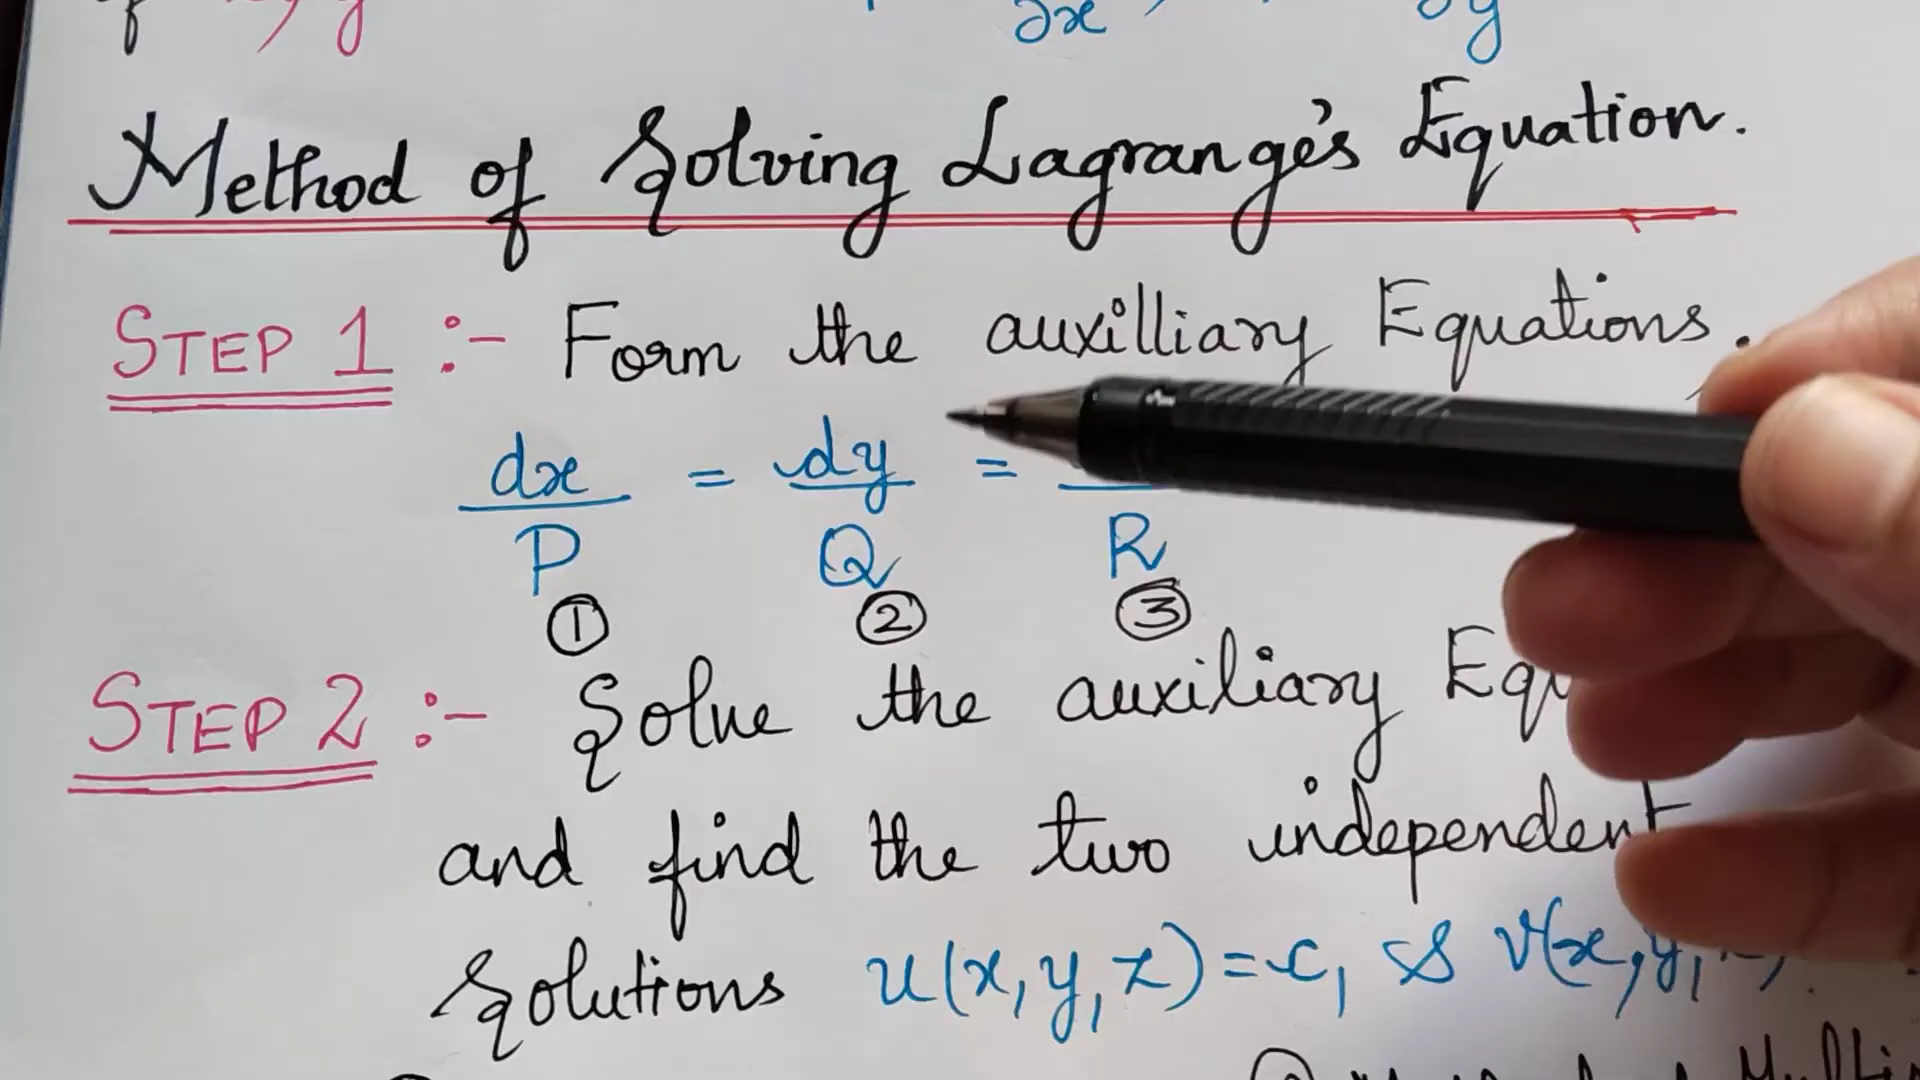 ∂x ∂y
Method of Solving Lagrange's Equation.
STEP 1 :- Form the auxilliary Equations.
dx/P = dy/Q = /R
① ② ③
STEP 2 :- Solve the auxiliary
and find the two independent
Solutions u(x,y,z)=c₁ & v(x,y,